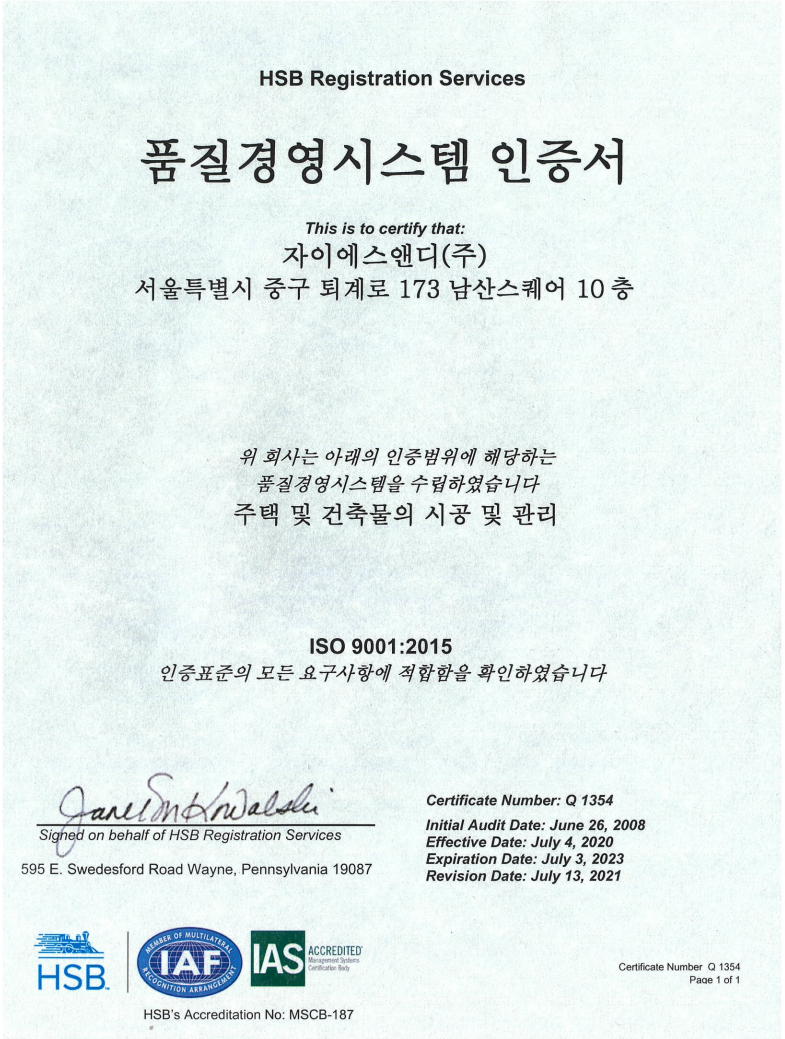 HSB Registration Services
품질경영시스템 인증서
This is to certify that:
자이에스앤디(주)
서울특별시 중구 퇴계로 173 남산스퀘어 10 층
위 회사는 아래의 인증범위에 해당하는
품질경영시스템을 수립하였습니다
주택 및 건축물의 시공 및 관리
ISO 9001:2015
인증표준의 모든 요구사항에 적합함을 확인하였습니다
Janet M Kowalski
Signed on behalf of HSB Registration Services
595 E. Swedesford Road Wayne, Pennsylvania 19087
Certificate Number: Q 1354
Initial Audit Date: June 26, 2008
Effective Date: July 4, 2020
Expiration Date: July 3, 2023
Revision Date: July 13, 2021
HSB
MEMBER OF MULTILATERAL
IAF
RECOGNITION ARRANGEMENT
IAS
ACCREDITED
Management Systems
Certification Body
HSB's Accreditation No: MSCB-187
Certificate Number Q 1354
Page 1 of 1